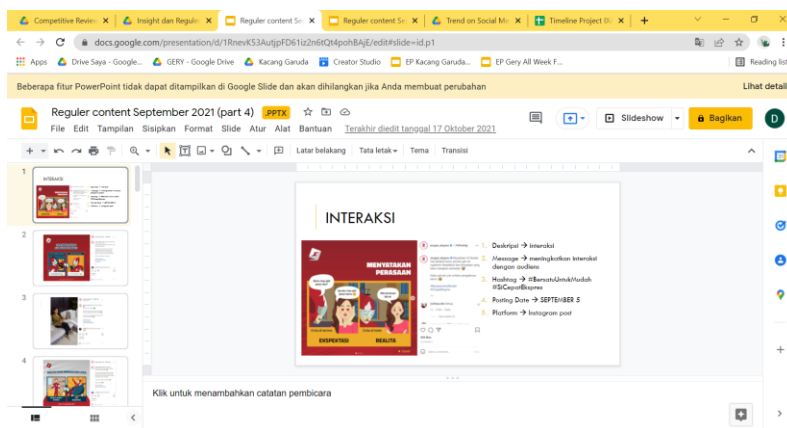 Competitive Review
Insight dan Reguler
Reguler content Se
Reguler content Se
Trend on Social Me
Timeline Project BU
docs.google.com/presentation/d/1RnevK53AutjpFD61iz2n6tQt4pohBAjE/edit#slide=id.p1
Apps
Drive Saya - Google...
GERY - Google Drive
Kacang Garuda
Creator Studio
EP Kacang Garuda...
EP Gery All Week F...
Reading list
Beberapa fitur PowerPoint tidak dapat ditampilkan di Google Slide dan akan dihilangkan jika Anda membuat perubahan
Lihat detail
Reguler content September 2021 (part 4) .PPTX
Slideshow
Bagikan
D
File Edit Tampilan Sisipkan Format Slide Atur Alat Bantuan Terakhir diedit tanggal 17 Oktober 2021
Latar belakang Tata letak Tema Transisi
1
INTERAKSI
2
3
4
INTERAKSI
MENYATAKAN
PERASAAN
EKSPEKTASI
REALITA
1. Deskripsi → Interaksi
2. Message → meningkatkan Interaksi
dengan audiens
3. Hashtag → #BersatuUntukMudah
#SiCepatEkspres
4. Posting Date → SEPTEMBER 5
5. Platform → Instagram post
Klik untuk menambahkan catatan pembicara